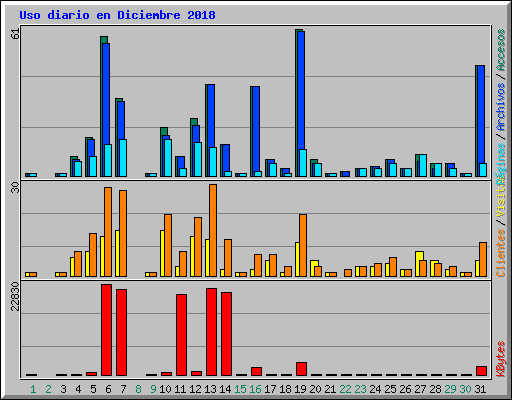 Uso diario en Diciembre 2018
61
30
22830
Accesos / Archivos / Páginas
Clientes / Visitas
KBytes
1 2 3 4 5 6 7 8 9 10 11 12 13 14 15 16 17 18 19 20 21 22 23 24 25 26 27 28 29 30 31